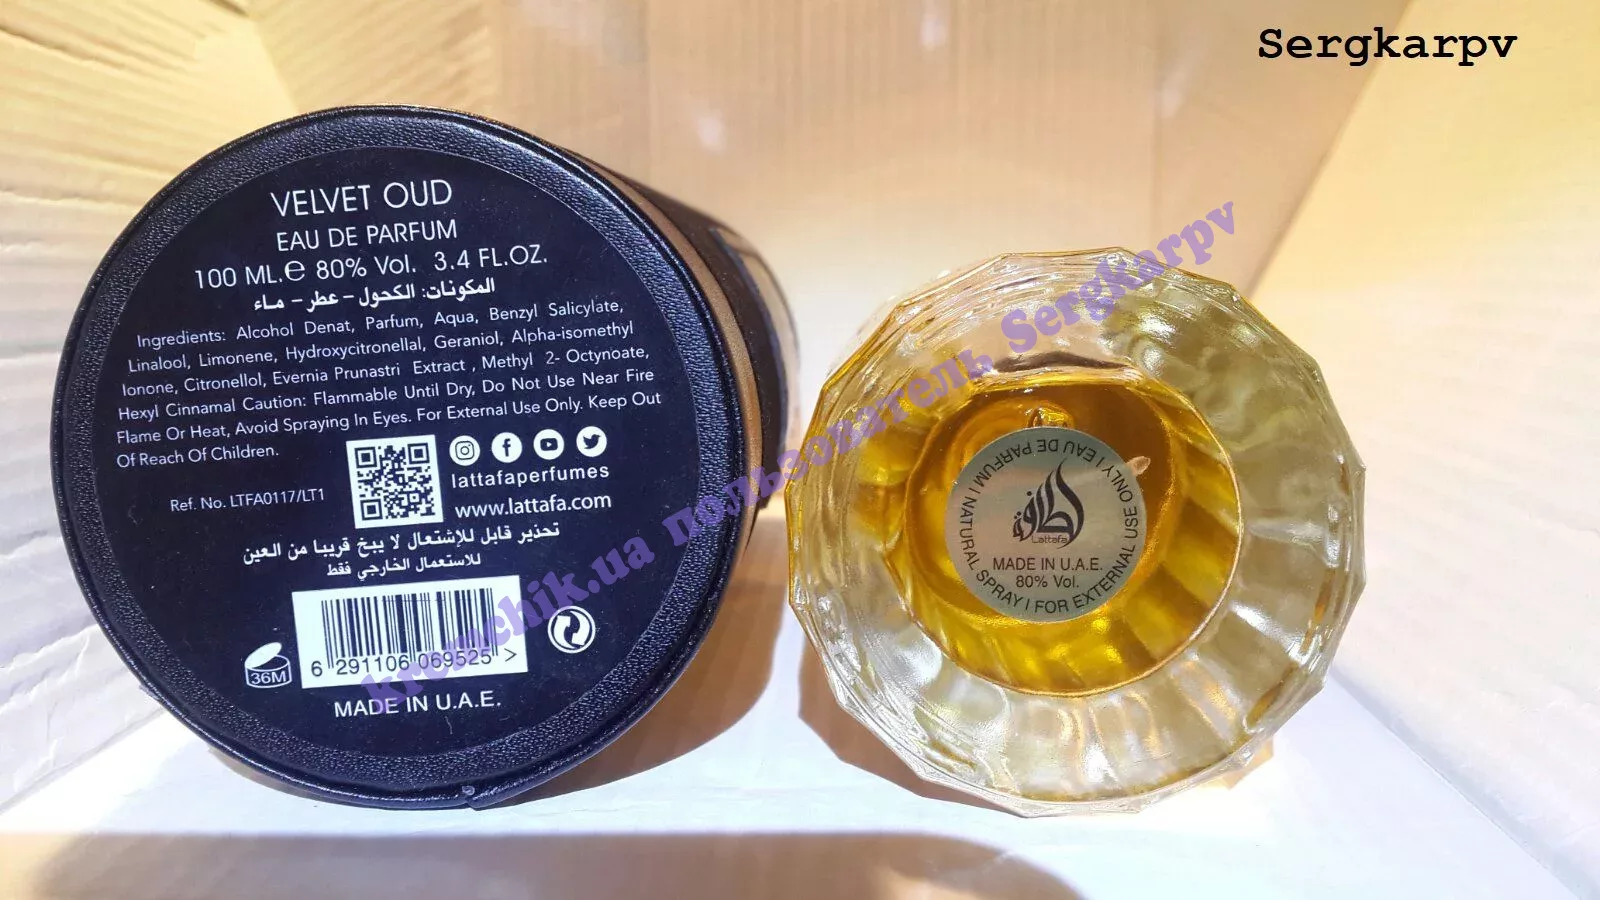 Sergkarpv
VELVET OUD
EAU DE PARFUM
100 ML.℮ 80% Vol. 3.4 FL.OZ.
المكونات: الكحول - عطر - ماء
Ingredients: Alcohol Denat, Parfum, Aqua, Benzyl Salicylate,
Linalool, Limonene, Hydroxycitronellal, Geraniol, Alpha-isomethyl
Ionone, Citronellol, Evernia Prunastri Extract , Methyl 2- Octynoate,
Hexyl Cinnamal Caution: Flammable Until Dry, Do Not Use Near Fire
Flame Or Heat, Avoid Spraying In Eyes. For External Use Only. Keep Out
Of Reach Of Children.
lattafaperfumes
Ref. No. LTFA0117/LT1
www.lattafa.com
تحذير قابل للإشتعال لا يبخ قريبا من العين
للاستعمال الخارجي فقط
6 291106 069525 >
36M
MADE IN U.A.E.
لطافة
Lattafa
MADE IN U.A.E.
80% Vol.
EAU DE PARFUM | NATURAL SPRAY | FOR EXTERNAL USE ONLY |
krunchik.ua пользователь Sergkarpv